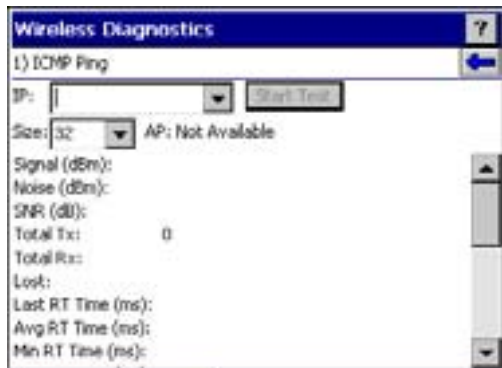 Wireless Diagnostics ?
1) ICMP Ping
IP: Start Test
Size: 32 AP: Not Available
Signal (dBm):
Noise (dBm):
SNR (dB):
Total Tx: 0
Total Rx:
Lost:
Last RT Time (ms):
Avg RT Time (ms):
Min RT Time (ms):